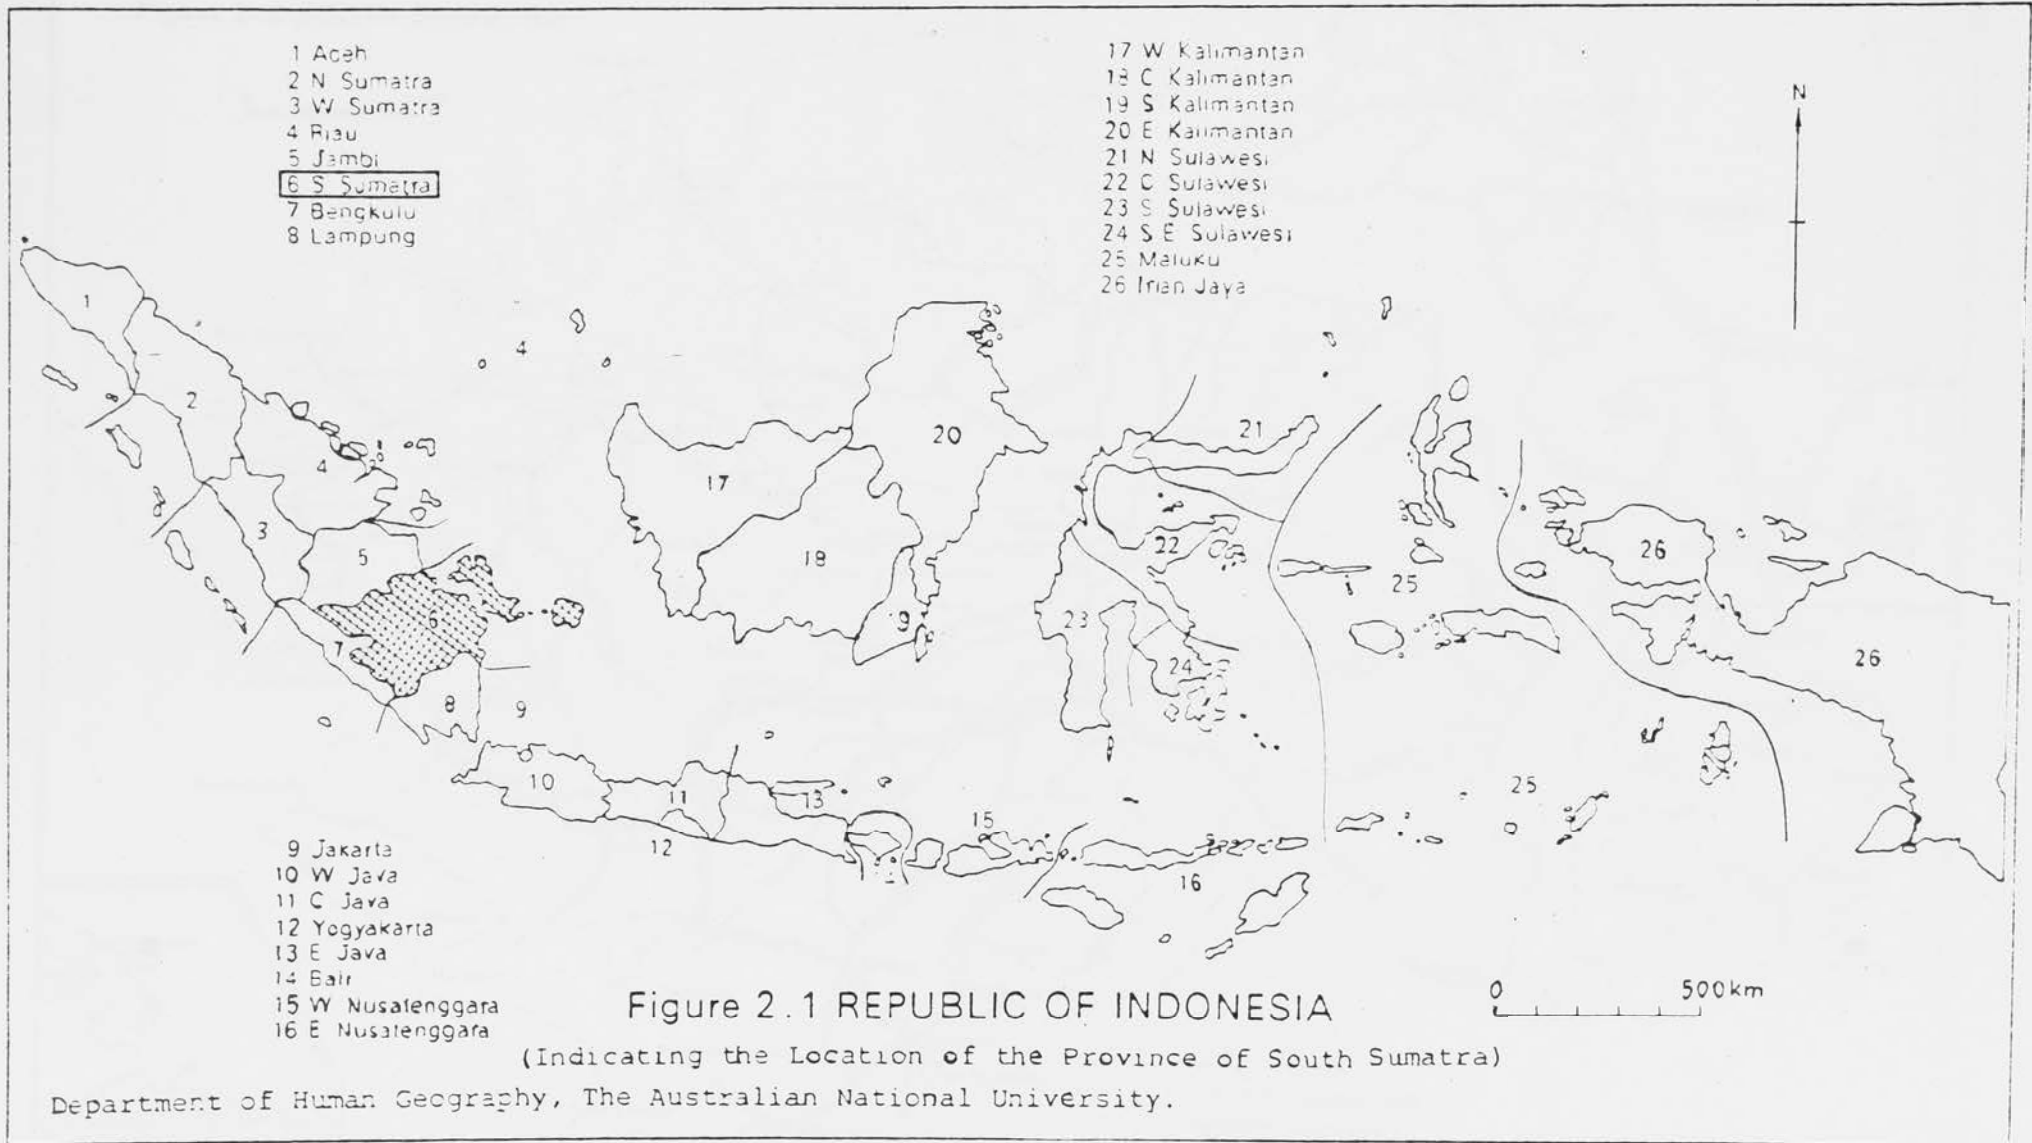 1 Aceh
2 N Sumatra
3 W Sumatra
4 Riau
5 Jambi
6 S Sumatra
7 Bengkulu
8 Lampung
17 W Kalimantan
18 C Kalimantan
19 S Kalimantan
20 E Kalimantan
21 N Sulawesi
22 C Sulawesi
23 S Sulawesi
24 S E Sulawesi
25 Maluku
26 Irian Jaya
N
1
4
2
20
21
4
17
3
22
26
5
18
25
6
19
23
7
24
26
8
9
10
11
13
25
15
12
16
9 Jakarta
10 W Java
11 C Java
12 Yogyakarta
13 E Java
14 Bali
15 W Nusatenggara
16 E Nusatenggara
0 500km
Figure 2.1 REPUBLIC OF INDONESIA
(Indicating the Location of the Province of South Sumatra)
Department of Human Geography, The Australian National University.